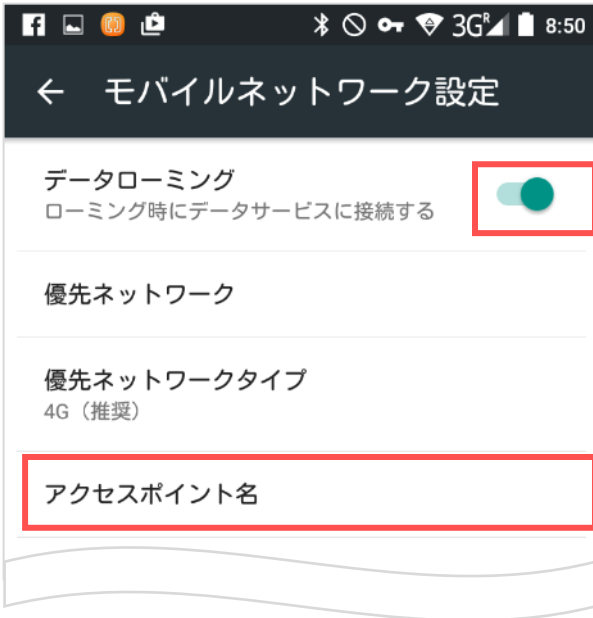 3G R 8:50
モバイルネットワーク設定
データローミング
ローミング時にデータサービスに接続する
優先ネットワーク
優先ネットワークタイプ
4G（推奨）
アクセスポイント名